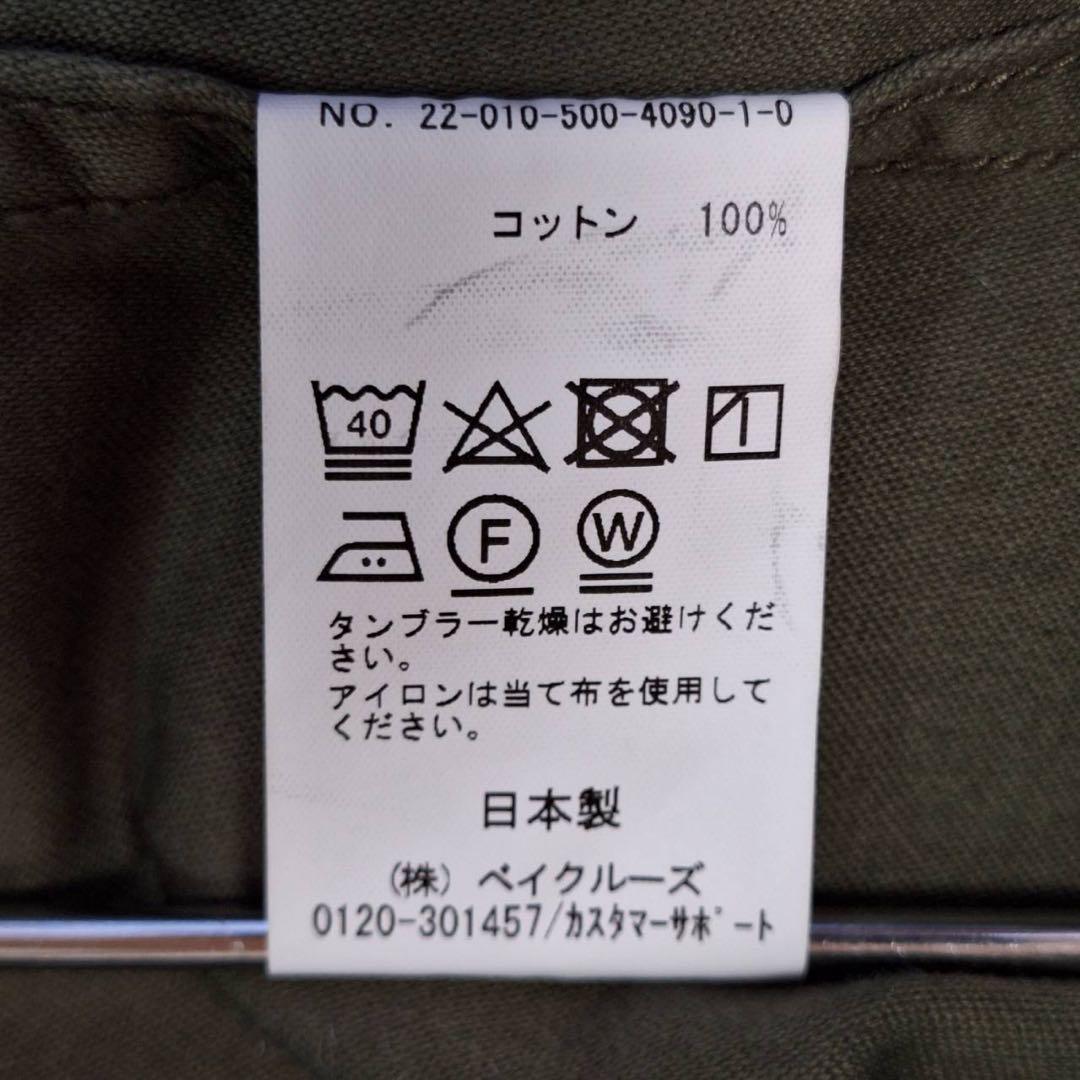 NO. 22-010-500-4090-1-0
コットン 100%
40
F W
タンブラー乾燥はお避けくだ
さい。
アイロンは当て布を使用して
ください。
日本製
(株) ベイクルーズ
0120-301457/カスタマーサポート